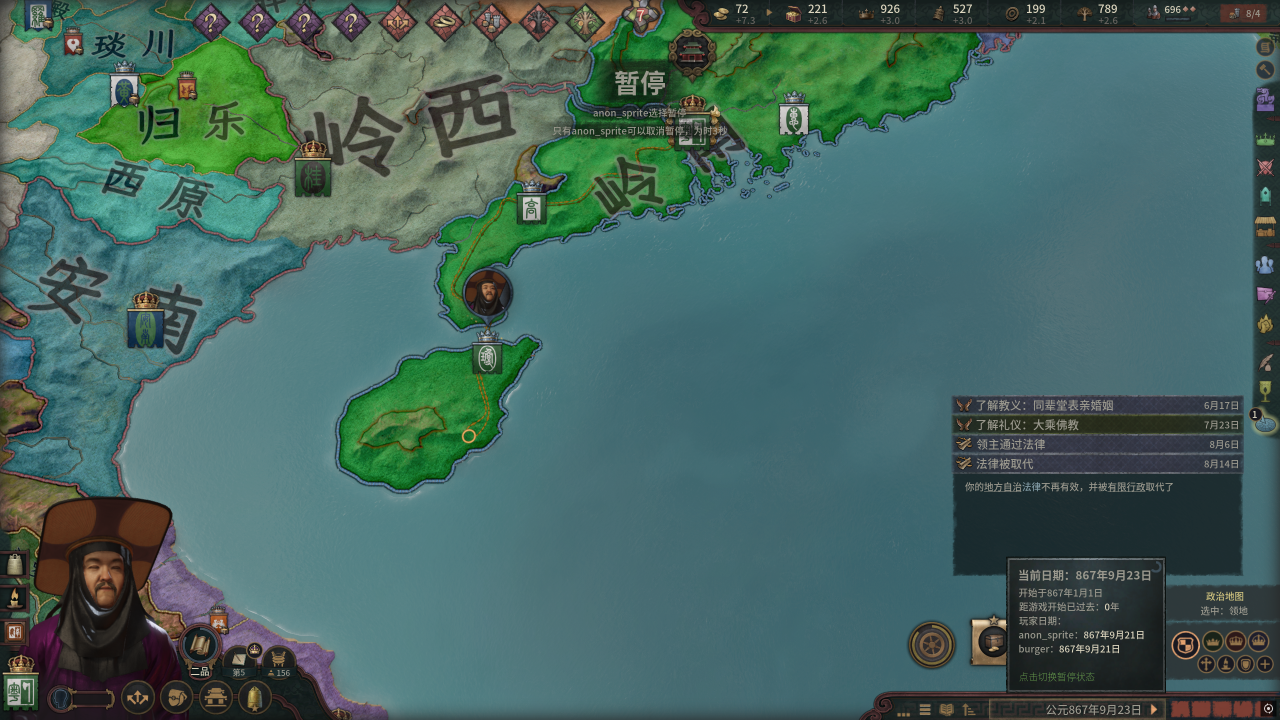 72
+7.3
221
+2.6
926
+3.0
527
+3.0
199
+2.1
789
+2.6
696
8/4
7
? ? ? ?
琰川
归乐
岭西
西原
安南
岭南
桂
高
瓊
暂停
anon_sprite选择暂停
只有anon_sprite可以取消暂停，为时3秒
了解教义：同辈堂表亲婚姻
6月17日
了解礼仪：大乘佛教
7月23日
领主通过法律
8月6日
法律被取代
8月14日
你的地方自治法律不再有效，并被有限行政取代了
1
当前日期：867年9月23日
开始于867年1月1日
距游戏开始已过去：0年
玩家日期：
anon_sprite：867年9月21日
burger：867年9月21日
点击切换暂停状态
政治地图
选中：领地
二品
第5
156
公元867年9月23日